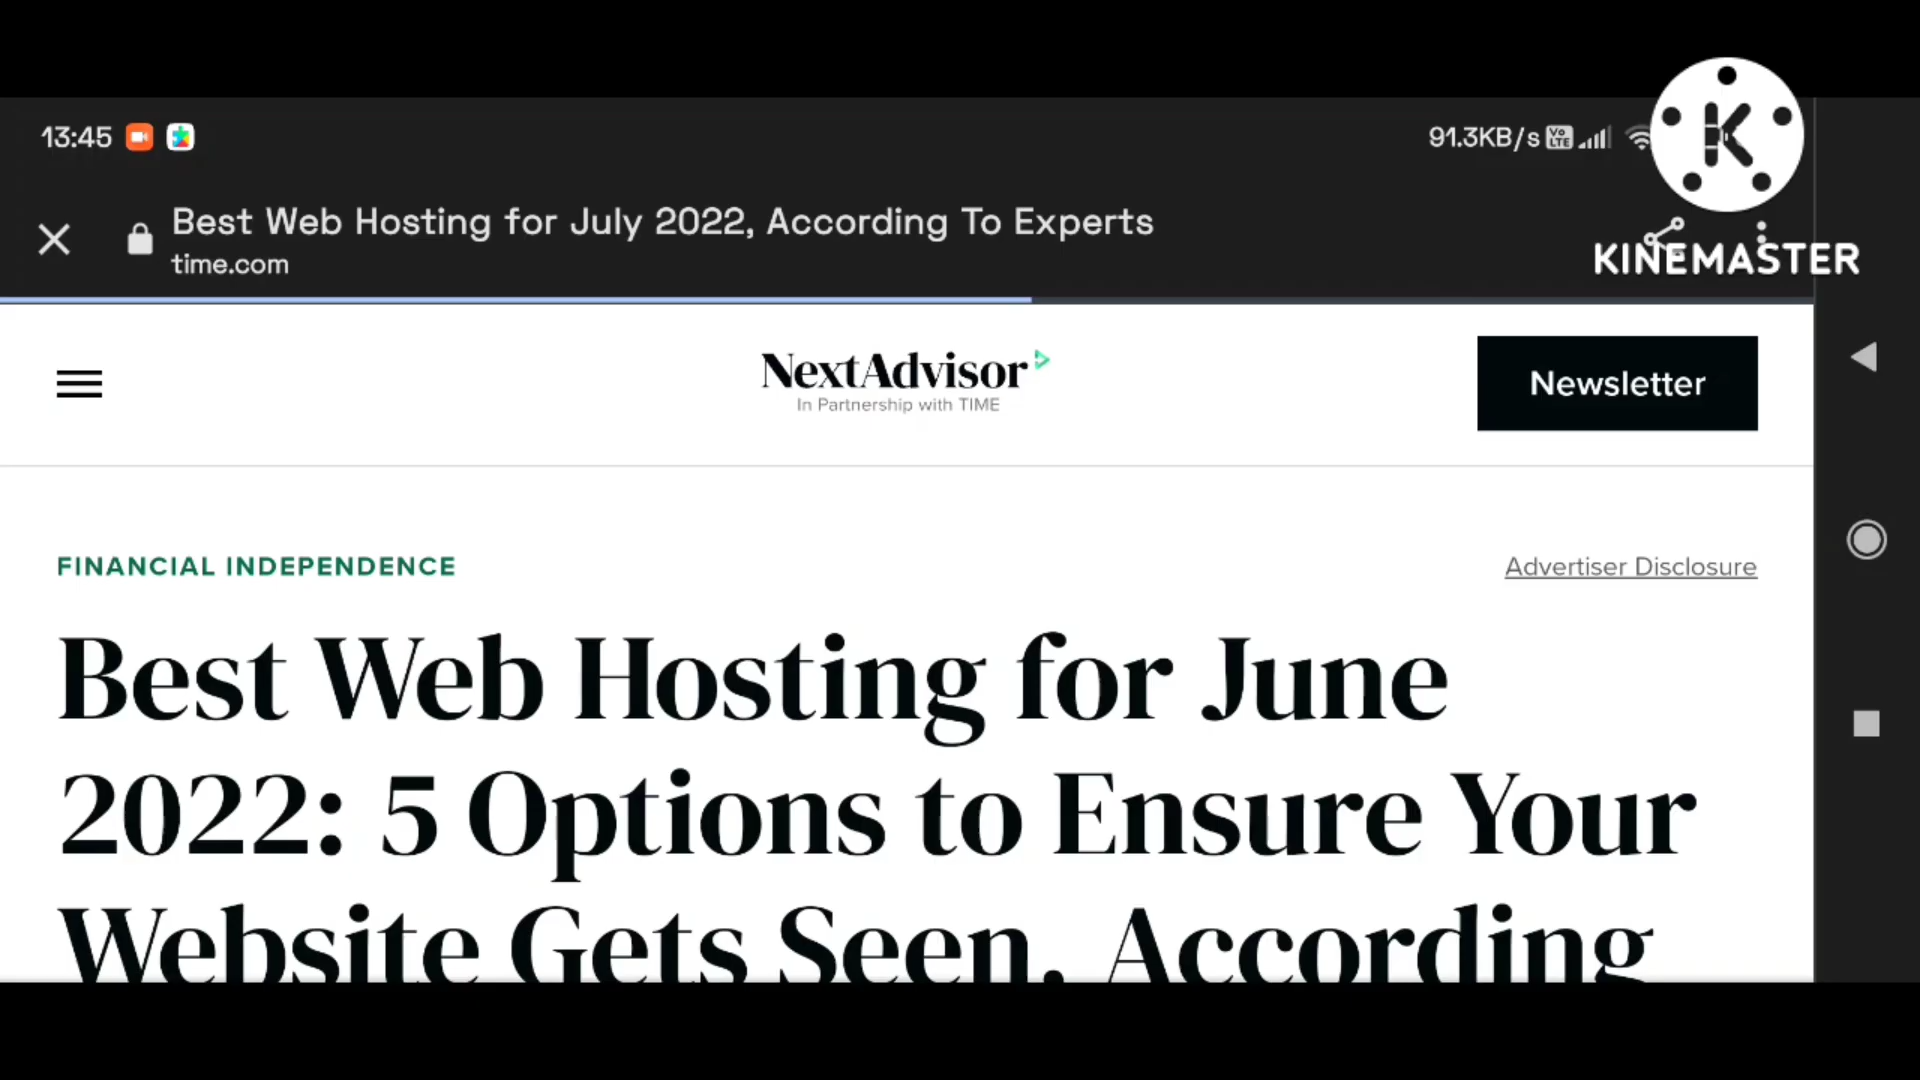 13:45
91.3KB/s
Vo
LTE
Best Web Hosting for July 2022, According To Experts
time.com
K
KINEMASTER
NextAdvisor
In Partnership with TIME
Newsletter
FINANCIAL INDEPENDENCE
Advertiser Disclosure
Best Web Hosting for June
2022: 5 Options to Ensure Your
Website Gets Seen, According